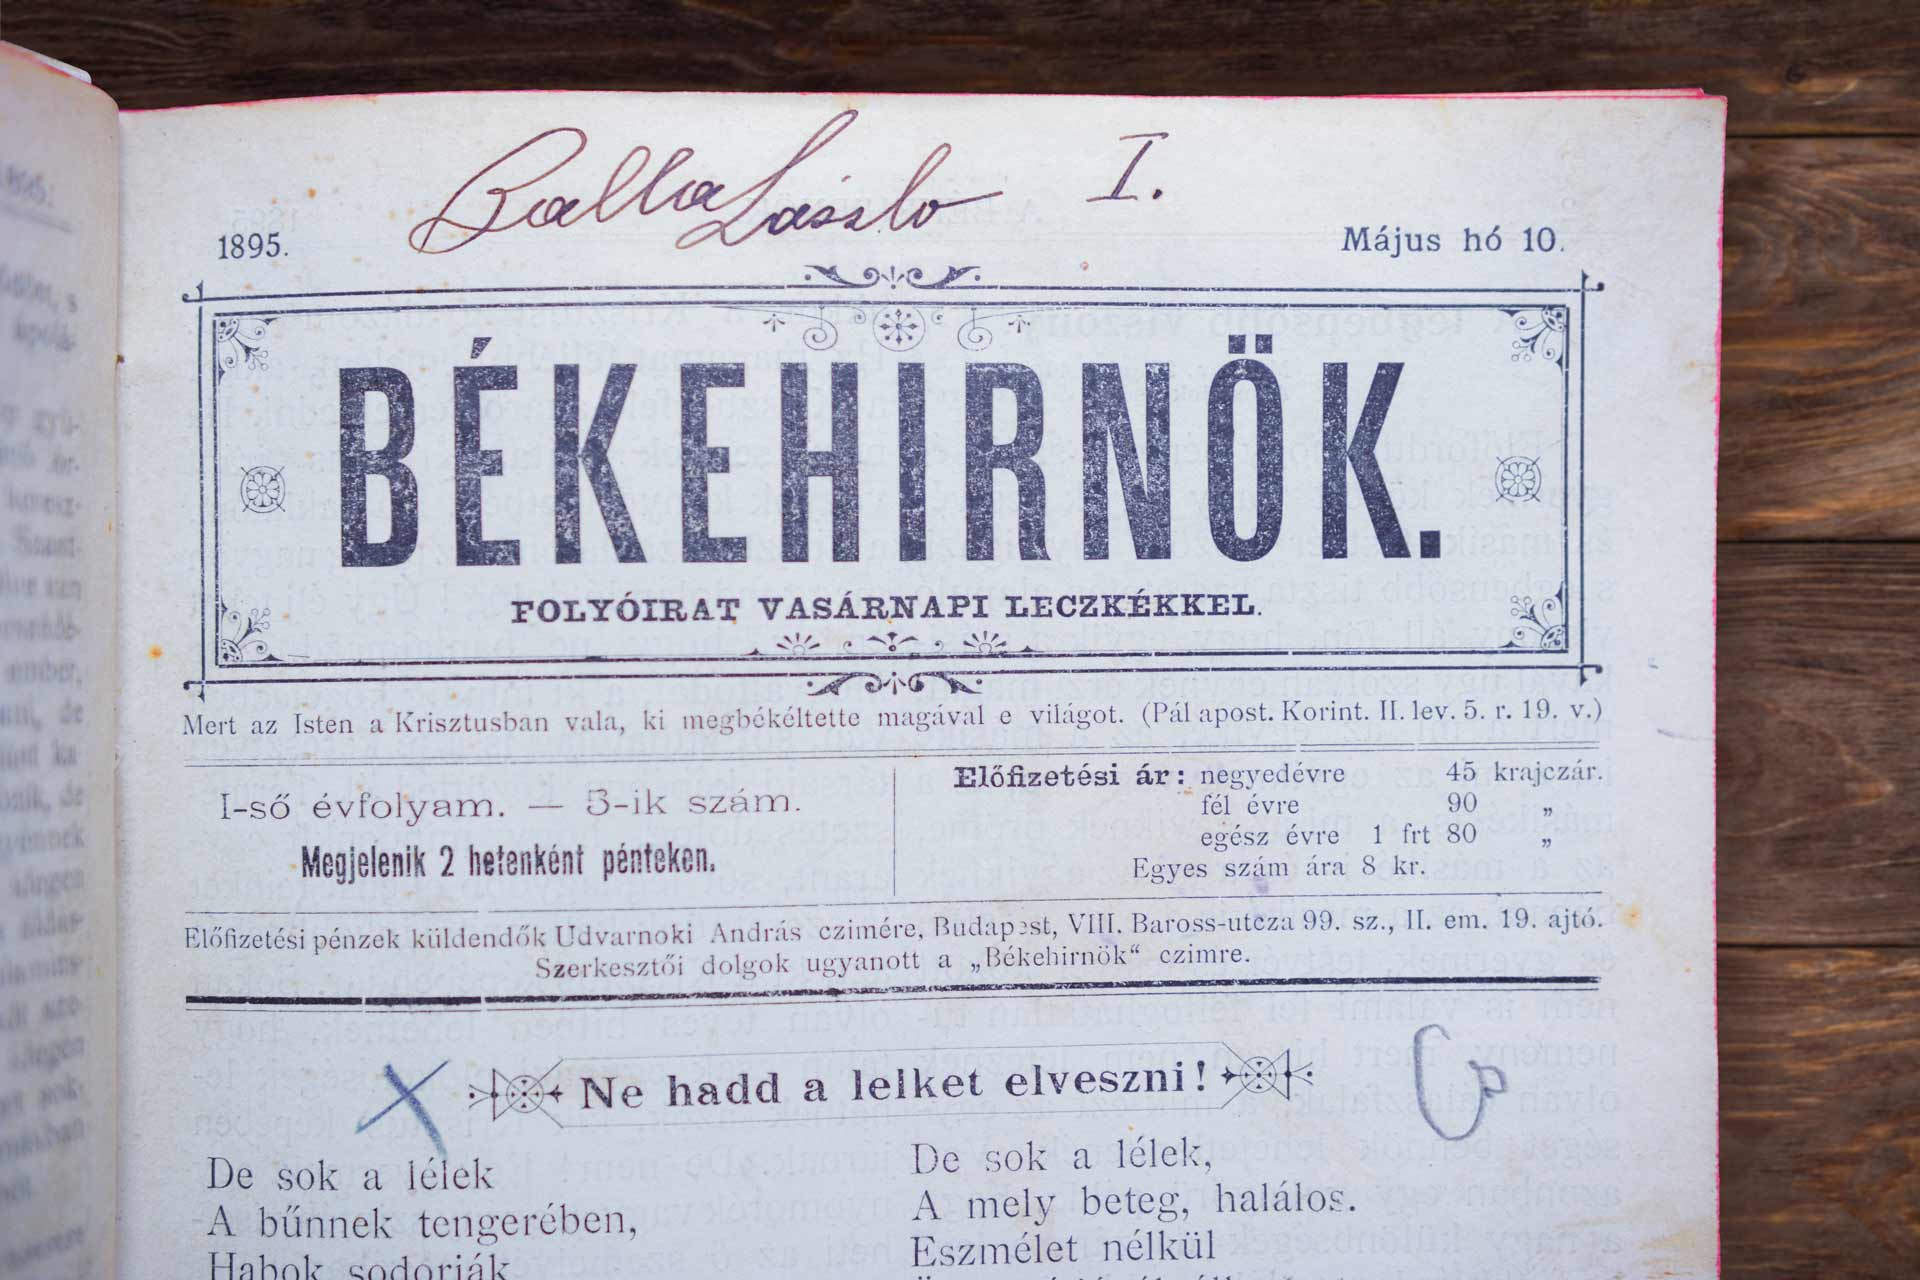 Balla László I.
1895. Május hó 10.
BÉKEHIRNÖK.
FOLYÓIRAT VASÁRNAPI LECZKÉKKEL.
Mert az Isten a Krisztusban vala, ki megbékéltette magával e világot. (Pál apost. Korint. II. lev. 5. r. 19. v.)
I-ső évfolyam. — 5-ik szám.
Megjelenik 2 hetenként pénteken.
Előfizetési ár: negyedévre 45 krajczár.
fél évre 90 „
egész évre 1 frt 80 „
Egyes szám ára 8 kr.
Előfizetési pénzek küldendők Udvarnoki András czimére, Budapest, VIII. Baross-utcza 99. sz., II. em. 19. ajtó.
Szerkesztői dolgok ugyanott a „Békehirnök“ czimre.
Ne hadd a lelket elveszni!
De sok a lélek
A bűnnek tengerében,
Habok sodorják
De sok a lélek,
A mely beteg, halálos.
Eszmélet nélkül